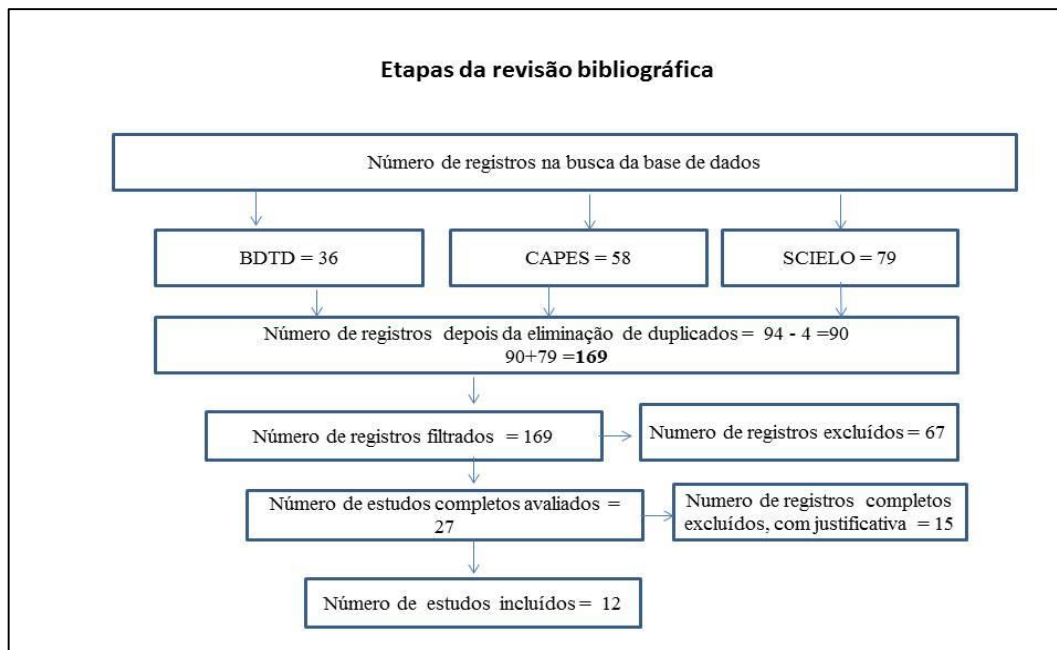 Etapas da revisão bibliográfica
Número de registros na busca da base de dados
BDTD = 36
CAPES = 58
SCIELO = 79
Número de registros depois da eliminação de duplicados = 94 - 4 =90
90+79 =169
Número de registros filtrados = 169
Numero de registros excluídos = 67
Número de estudos completos avaliados =
27
Numero de registros completos
excluídos, com justificativa = 15
Número de estudos incluídos = 12